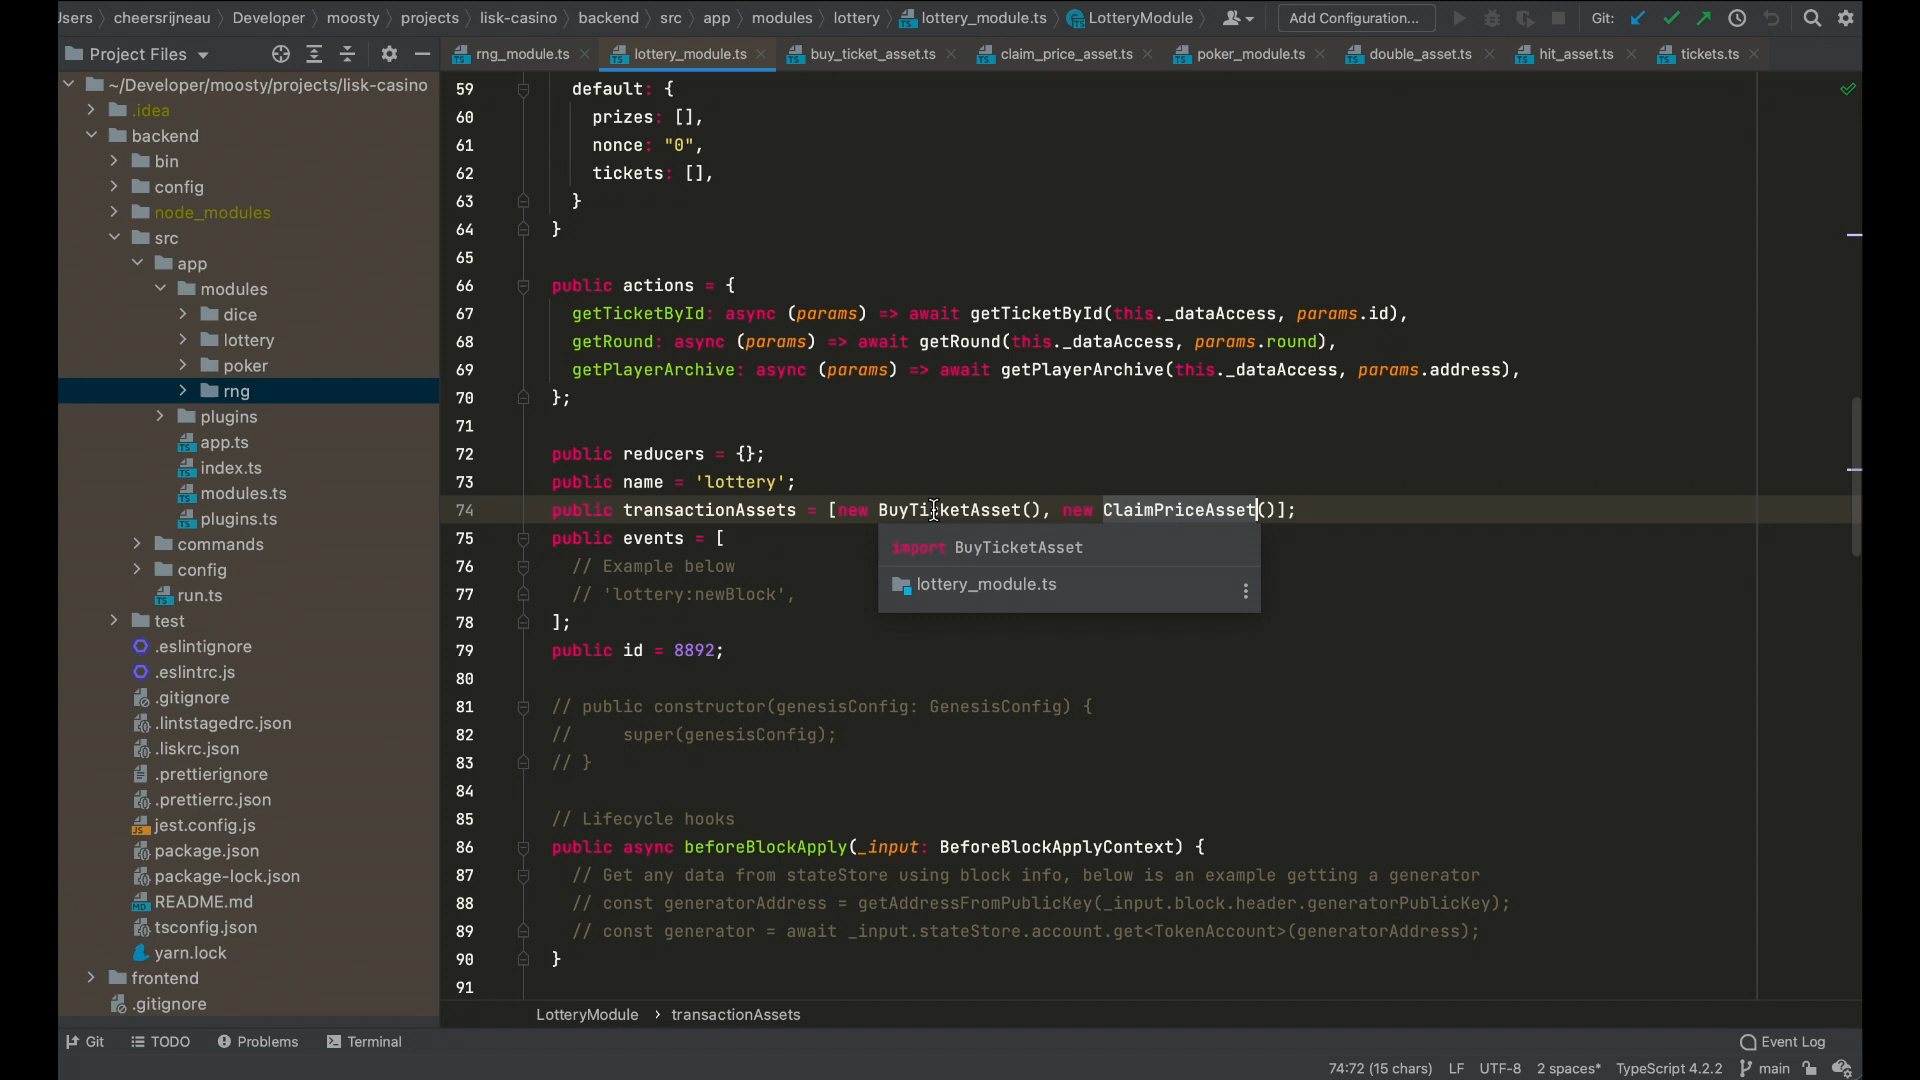 Jsers > cheersrijneau > Developer > moosty > projects > lisk-casino > backend > src > app > modules > lottery > lottery_module.ts > LotteryModule
Add Configuration...
Git:
Project Files
rng_module.ts
lottery_module.ts
buy_ticket_asset.ts
claim_price_asset.ts
poker_module.ts
double_asset.ts
hit_asset.ts
tickets.ts
~/Developer/moosty/projects/lisk-casino
.idea
backend
bin
config
node_modules
src
app
modules
dice
lottery
poker
rng
plugins
app.ts
index.ts
modules.ts
plugins.ts
commands
config
run.ts
test
.eslintignore
.eslintrc.js
.gitignore
.lintstagedrc.json
.liskrc.json
.prettierignore
.prettierrc.json
jest.config.js
package.json
package-lock.json
README.md
tsconfig.json
yarn.lock
frontend
.gitignore
59 default: {
60 prizes: [],
61 nonce: "0",
62 tickets: [],
63 }
64 }
65
66 public actions = {
67 getTicketById: async (params) => await getTicketById(this._dataAccess, params.id),
68 getRound: async (params) => await getRound(this._dataAccess, params.round),
69 getPlayerArchive: async (params) => await getPlayerArchive(this._dataAccess, params.address),
70 };
71
72 public reducers = {};
73 public name = 'lottery';
74 public transactionAssets = [new BuyTicketAsset(), new ClaimPriceAsset()];
75 public events = [
76 // Example below
77 // 'lottery:newBlock',
78 ];
79 public id = 8892;
80
81 // public constructor(genesisConfig: GenesisConfig) {
82 //     super(genesisConfig);
83 // }
84
85 // Lifecycle hooks
86 public async beforeBlockApply(_input: BeforeBlockApplyContext) {
87 // Get any data from stateStore using block info, below is an example getting a generator
88 // const generatorAddress = getAddressFromPublicKey(_input.block.header.generatorPublicKey);
89 // const generator = await _input.stateStore.account.get<TokenAccount>(generatorAddress);
90 }
91
import BuyTicketAsset
lottery_module.ts
LotteryModule > transactionAssets
Git
TODO
Problems
Terminal
Event Log
74:72 (15 chars)
LF
UTF-8
2 spaces*
TypeScript 4.2.2
main